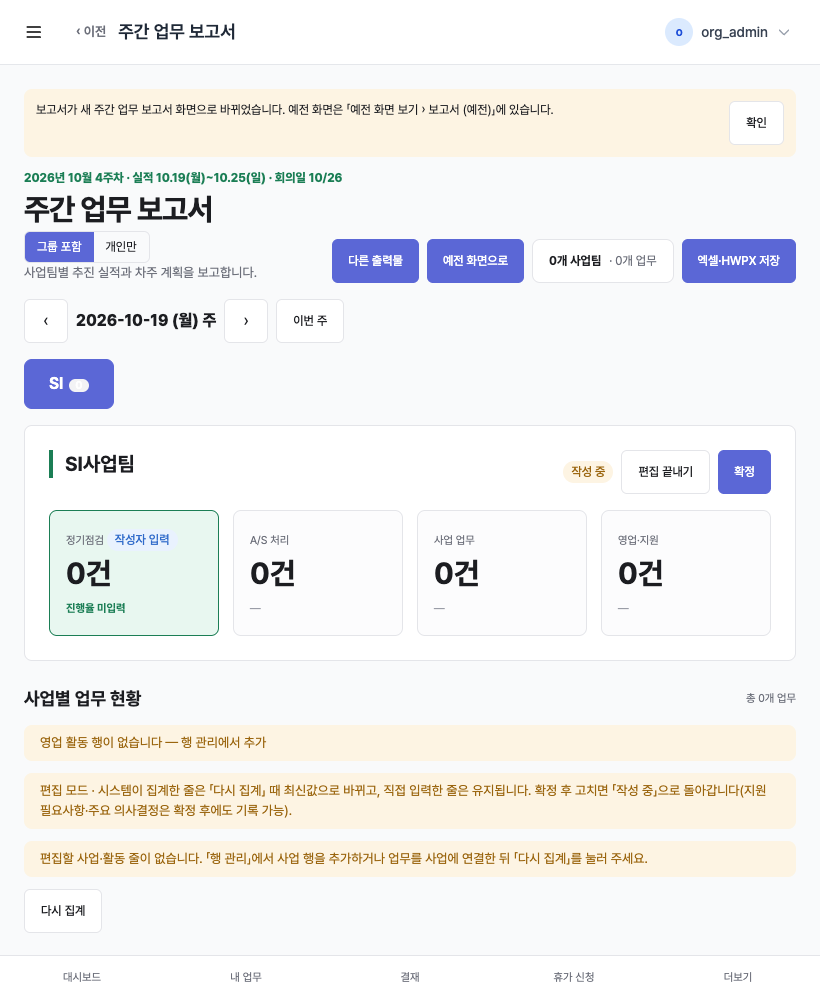 ‹ 이전 주간 업무 보고서
o org_admin
보고서가 새 주간 업무 보고서 화면으로 바뀌었습니다. 예전 화면은 「예전 화면 보기 › 보고서 (예전)」에 있습니다.
확인
2026년 10월 4주차 · 실적 10.19(월)~10.25(일) · 회의일 10/26
주간 업무 보고서
그룹 포함 개인만
사업팀별 추진 실적과 차주 계획을 보고합니다.
다른 출력물 예전 화면으로 0개 사업팀 · 0개 업무 엑셀·HWPX 저장
‹ 2026-10-19 (월) 주 › 이번 주
SI
SI사업팀
작성 중 편집 끝내기 확정
정기점검 작성자 입력
0건
진행율 미입력
A/S 처리
0건
—
사업 업무
0건
—
영업·지원
0건
—
사업별 업무 현황
총 0개 업무
영업 활동 행이 없습니다 — 행 관리에서 추가
편집 모드 · 시스템이 집계한 줄은 「다시 집계」 때 최신값으로 바뀌고, 직접 입력한 줄은 유지됩니다. 확정 후 고치면 「작성 중」으로 돌아갑니다(지원
필요사항·주요 의사결정은 확정 후에도 기록 가능).
편집할 사업·활동 줄이 없습니다. 「행 관리」에서 사업 행을 추가하거나 업무를 사업에 연결한 뒤 「다시 집계」를 눌러 주세요.
다시 집계
대시보드 내 업무 결재 휴가 신청 더보기